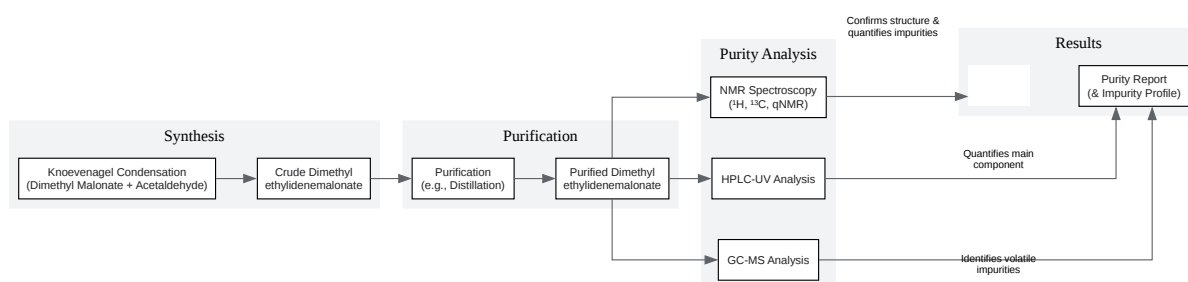 Synthesis
Knoevenagel Condensation
(Dimethyl Malonate + Acetaldehyde)
Crude Dimethyl
ethylidenemalonate
Purification
Purification
(e.g., Distillation)
Purified Dimethyl
ethylidenemalonate
Purity Analysis
NMR Spectroscopy
(¹H, ¹³C, qNMR)
HPLC-UV Analysis
GC-MS Analysis
Confirms structure &
quantifies impurities
Quantifies main
component
Identifies volatile
impurities
Results
Purity Report
(& Impurity Profile)